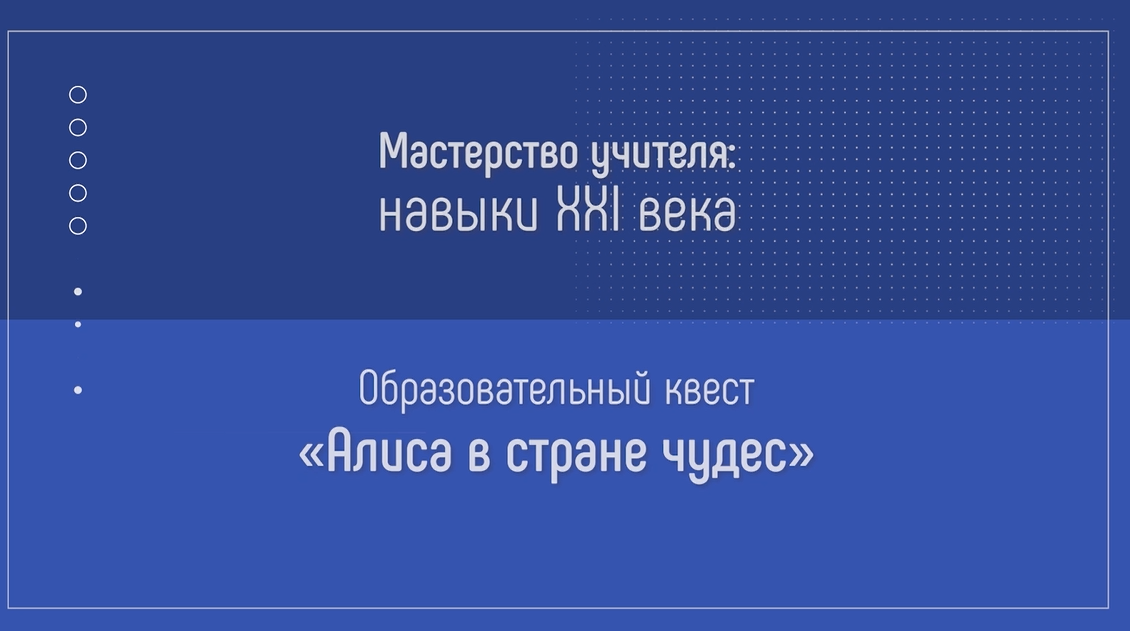 Мастерство учителя:
навыки XXI века
Образовательный квест
«Алиса в стране чудес»